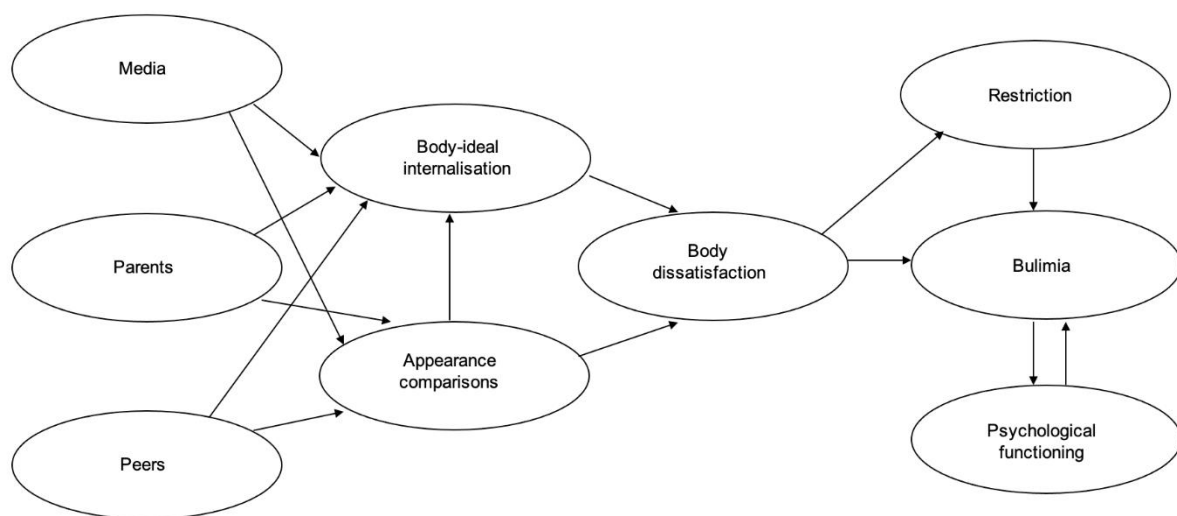 Media
Body-ideal
internalisation
Restriction
Parents
Body
dissatisfaction
Bulimia
Appearance
comparisons
Peers
Psychological
functioning